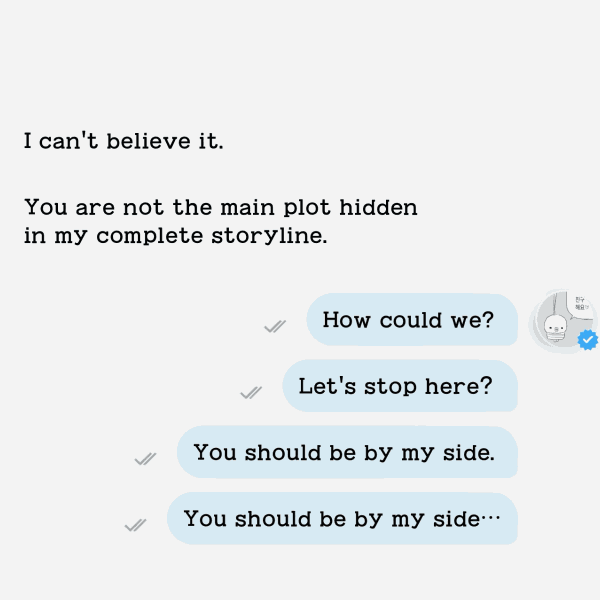 I can't believe it.
You are not the main plot hidden
in my complete storyline.
How could we?
Let's stop here?
You should be by my side.
You should be by my side…